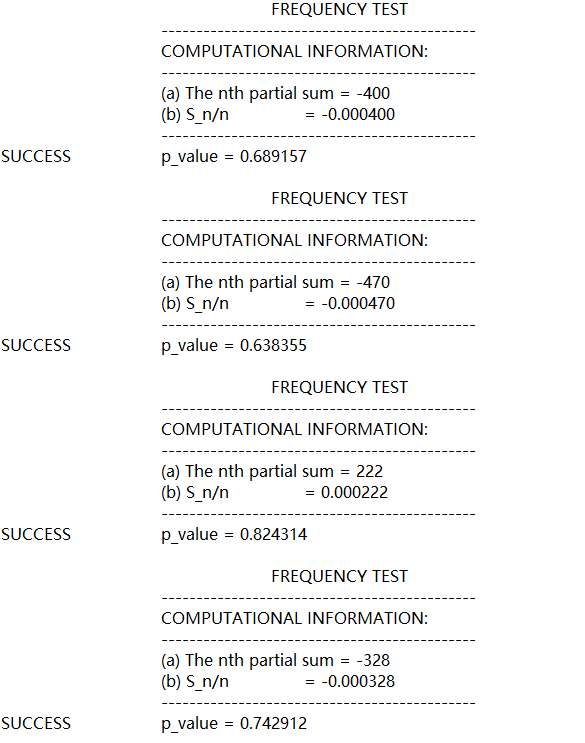 FREQUENCY TEST
---------------------------------------------
COMPUTATIONAL INFORMATION:
---------------------------------------------
(a) The nth partial sum = -400
(b) S_n/n = -0.000400
---------------------------------------------
SUCCESS p_value = 0.689157
FREQUENCY TEST
---------------------------------------------
COMPUTATIONAL INFORMATION:
---------------------------------------------
(a) The nth partial sum = -470
(b) S_n/n = -0.000470
---------------------------------------------
SUCCESS p_value = 0.638355
FREQUENCY TEST
---------------------------------------------
COMPUTATIONAL INFORMATION:
---------------------------------------------
(a) The nth partial sum = 222
(b) S_n/n = 0.000222
---------------------------------------------
SUCCESS p_value = 0.824314
FREQUENCY TEST
---------------------------------------------
COMPUTATIONAL INFORMATION:
---------------------------------------------
(a) The nth partial sum = -328
(b) S_n/n = -0.000328
---------------------------------------------
SUCCESS p_value = 0.742912